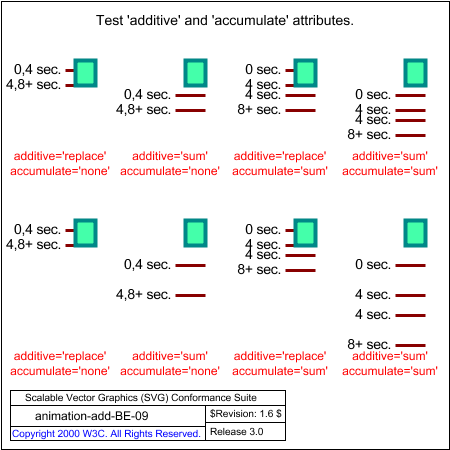 Test 'additive' and 'accumulate' attributes.
0,4 sec.
4,8+ sec.
0,4 sec.
4,8+ sec.
0 sec.
4 sec.
4 sec.
8+ sec.
0 sec.
4 sec.
4 sec.
8+ sec.
additive='replace' additive='sum' additive='replace' additive='sum'
accumulate='none' accumulate='none' accumulate='sum' accumulate='sum'
0,4 sec.
4,8+ sec.
0,4 sec.
4,8+ sec.
0 sec.
4 sec.
4 sec.
8+ sec.
0 sec.
4 sec.
4 sec.
8+ sec.
additive='replace' additive='sum' additive='replace' additive='sum'
accumulate='none' accumulate='none' accumulate='sum' accumulate='sum'
Scalable Vector Graphics (SVG) Conformance Suite
animation-add-BE-09
$Revision: 1.6 $
Copyright 2000 W3C. All Rights Reserved.
Release 3.0